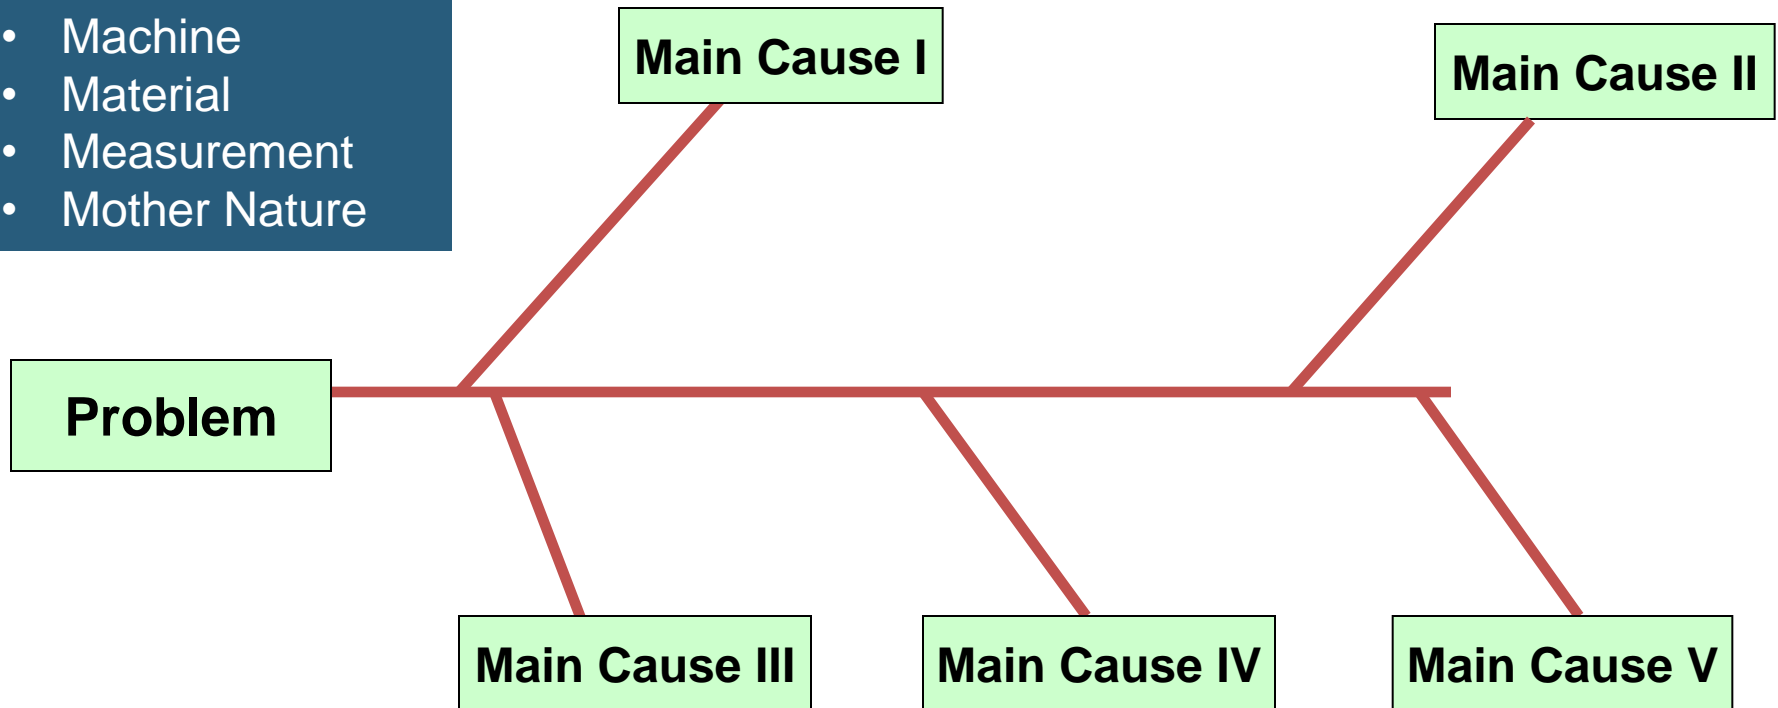 • Machine
• Material
• Measurement
• Mother Nature
Main Cause I
Main Cause II
Problem
Main Cause III
Main Cause IV
Main Cause V